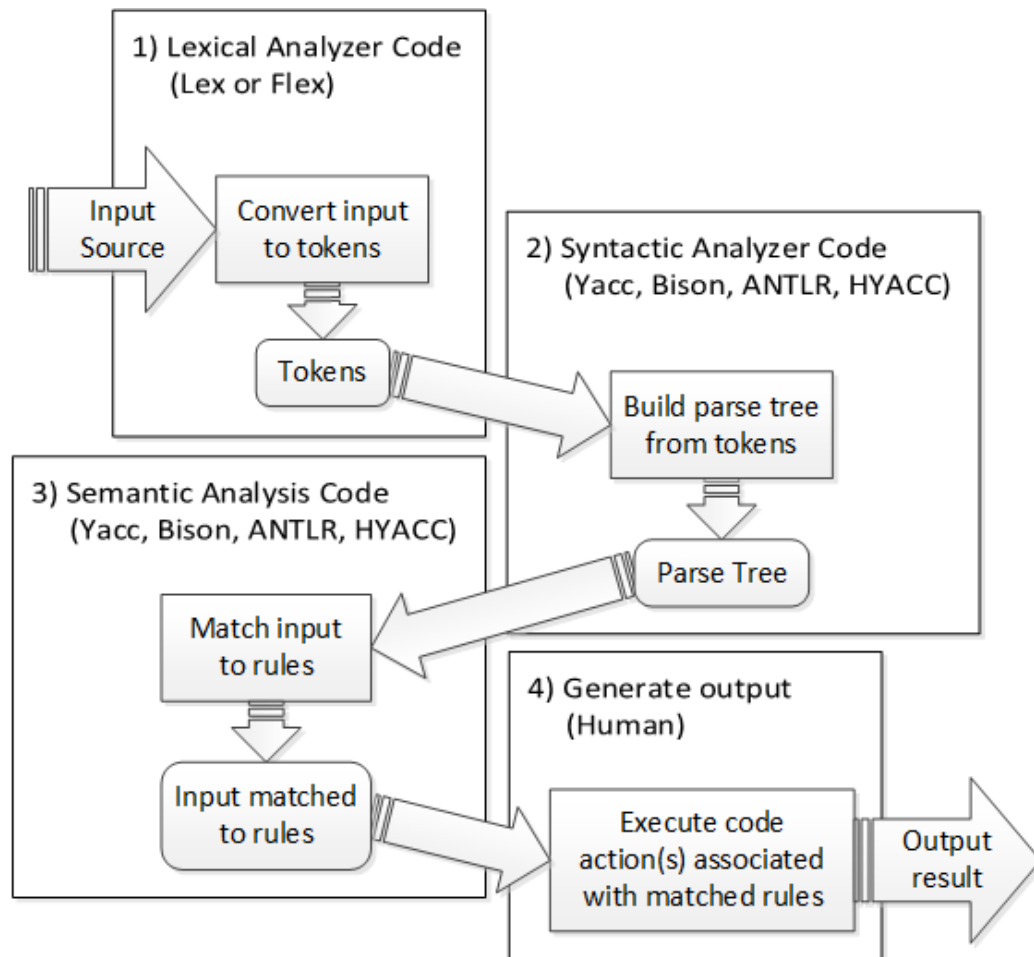 1) Lexical Analyzer Code
(Lex or Flex)
Input
Source
Convert input
to tokens
Tokens
2) Syntactic Analyzer Code
(Yacc, Bison, ANTLR, HYACC)
Build parse tree
from tokens
Parse Tree
3) Semantic Analysis Code
(Yacc, Bison, ANTLR, HYACC)
Match input
to rules
Input matched
to rules
4) Generate output
(Human)
Execute code
action(s) associated
with matched rules
Output
result